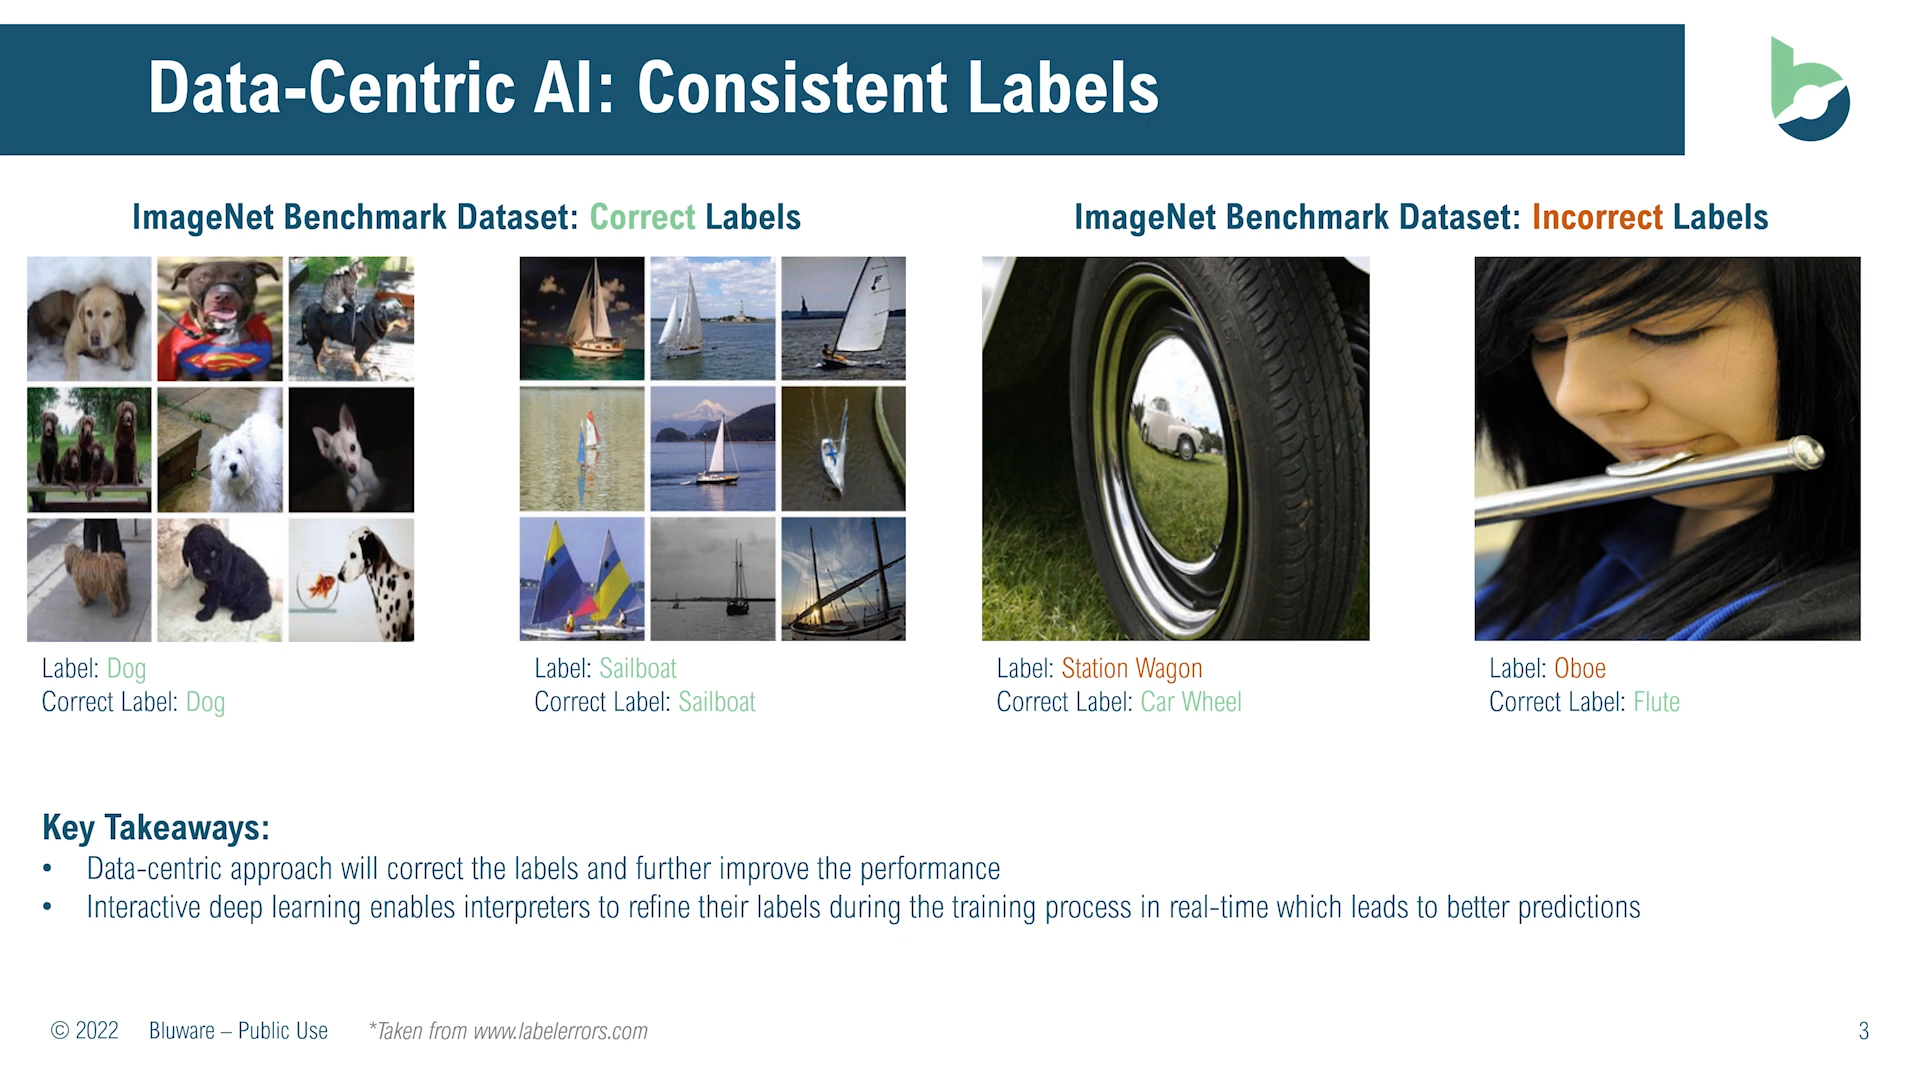 Data-Centric AI: Consistent Labels
ImageNet Benchmark Dataset: Correct Labels
ImageNet Benchmark Dataset: Incorrect Labels
Label: Dog
Correct Label: Dog
Label: Sailboat
Correct Label: Sailboat
Label: Station Wagon
Correct Label: Car Wheel
Label: Oboe
Correct Label: Flute
Key Takeaways:
• Data-centric approach will correct the labels and further improve the performance
• Interactive deep learning enables interpreters to refine their labels during the training process in real-time which leads to better predictions
© 2022 Bluware – Public Use *Taken from www.labelerrors.com
3